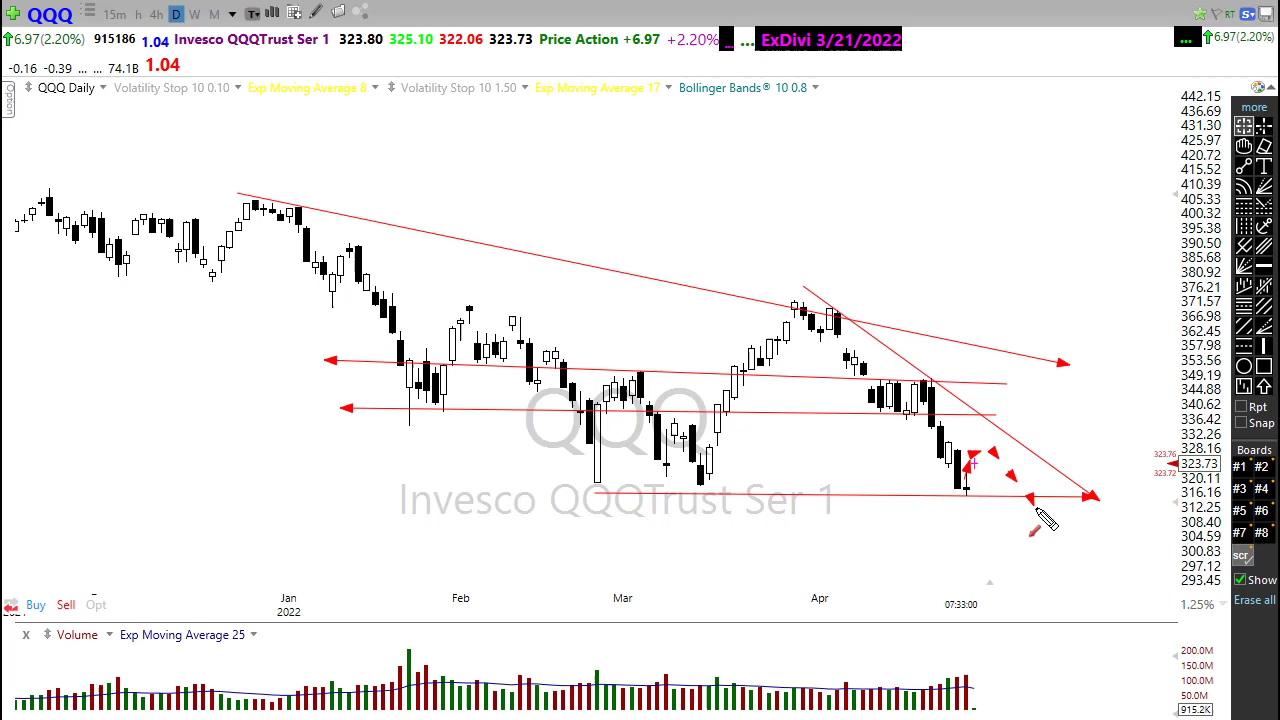 QQQ 15m h 4h D W M T RT S
6.97(2.20%) 915186 1.04 Invesco QQQTrust Ser 1 323.80 325.10 322.06 323.73 Price Action +6.97 +2.20% ... ... ExDivi 3/21/2022 ... 6.97(2.20%)
-0.16 -0.39 ... ... 74.1B 1.04
Option QQQ Daily Volatility Stop 10 0.10 Exp Moving Average 8 Volatility Stop 10 1.50 Exp Moving Average 17 Bollinger Bands® 10 0.8
442.15
436.69
431.30
425.97
420.72
415.52
410.39
405.33
400.32
395.38
390.50
385.68
380.92
376.21
371.57
366.98
362.45
357.98
353.56
349.19
344.88
340.62
336.42
332.26
328.16
323.76
323.73
323.72
320.11
316.16
312.25
308.40
304.59
300.83
297.12
293.45
1.25%
QQQ
Invesco QQQTrust Ser 1
more
T
Rpt
Snap
Boards
#1 #2
#3 #4
#5 #6
#7 #8
scr
Show
Erase all
Jan Feb Mar Apr
2022
07:33:00
Buy Sell Opt
X Volume Exp Moving Average 25
200.0M
150.0M
100.0M
50.0M
915.2K